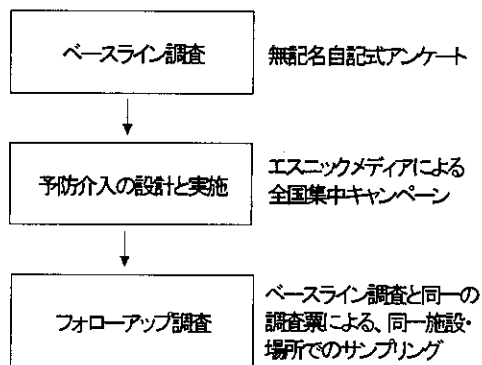 ベースライン調査
無記名自記式アンケート
予防介入の設計と実施
エスニックメディアによる
全国集中キャンペーン
フォローアップ調査
ベースライン調査と同一の
調査票による、同一施設・
場所でのサンプリング